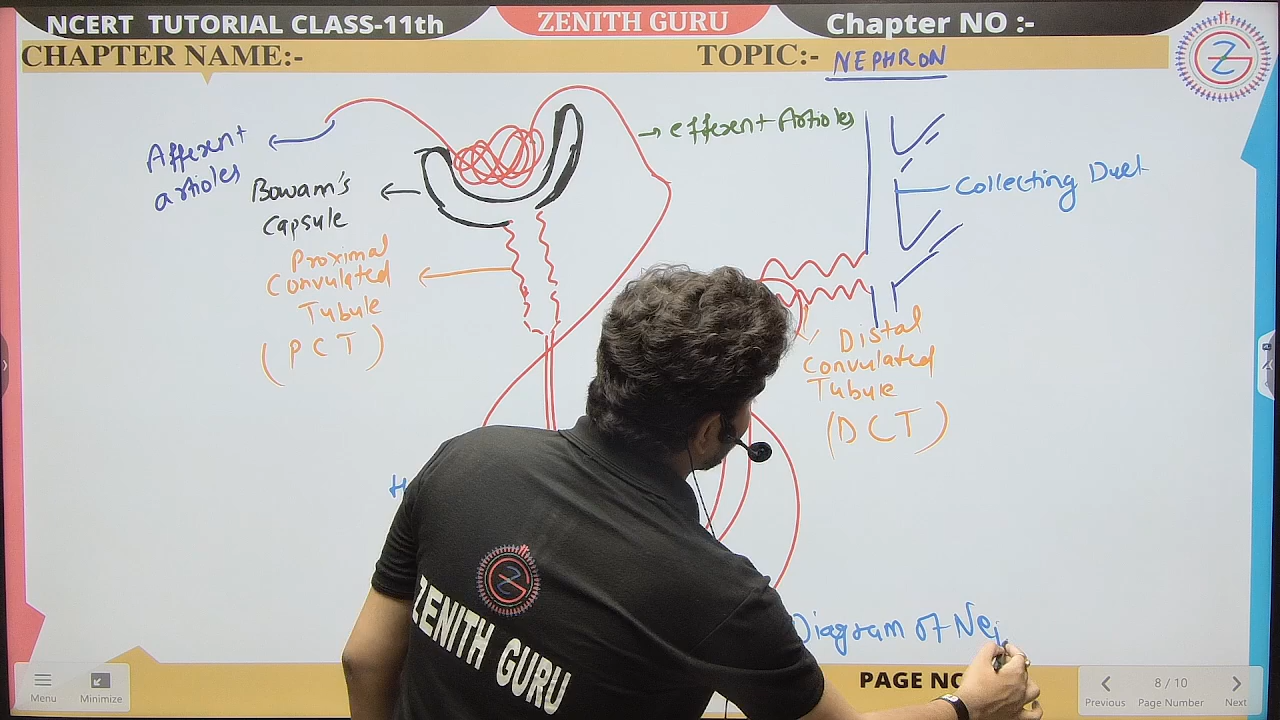 NCERT TUTORIAL CLASS-11th
ZENITH GURU
Chapter NO :-
CHAPTER NAME:-
TOPIC:- NEPHRON
Afferent
artioles
efferent Artioles
Bowam's
Capsule
Collecting Duct
Proximal
Convulated
Tubule
(PCT)
Distal
Convulated
Tubule
(DCT)
Diagram of Nep
ZENITH GURU
PAGE NO
Menu
Minimize
Previous
8 / 10
Page Number
Next